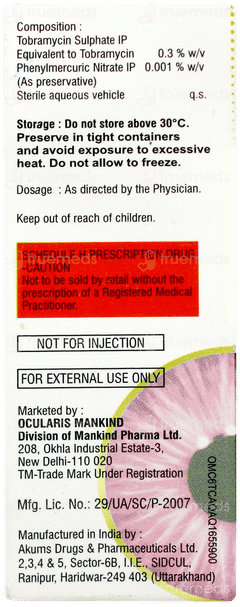 Composition :
Tobramycin Sulphate IP
Equivalent to Tobramycin 0.3 % w/v
Phenylmercuric Nitrate IP 0.001 % w/v
(As preservative)
Sterile aqueous vehicle q.s.
Storage : Do not store above 30°C.
Preserve in tight containers
and avoid exposure to excessive
heat. Do not allow to freeze.
Dosage : As directed by the Physician.
Keep out of reach of children.
SCHEDULE H PRESCRIPTION DRUG
-CAUTION
Not to be sold by retail without the
prescription of a Registered Medical
Practitioner.
NOT FOR INJECTION
FOR EXTERNAL USE ONLY
Marketed by :
OCULARIS MANKIND
Division of Mankind Pharma Ltd.
208, Okhla Industrial Estate-3,
New Delhi-110 020
TM-Trade Mark Under Registration
Mfg. Lic. No.: 29/UA/SC/P-2007
Manufactured in India by :
Akums Drugs & Pharmaceuticals Ltd.
2,3,4 & 5, Sector-6B, I.I.E., SIDCUL,
Ranipur, Haridwar-249 403 (Uttarakhand)
OMC6TCAQAQ1655900
truemeds
truemeds
truemeds
truemeds